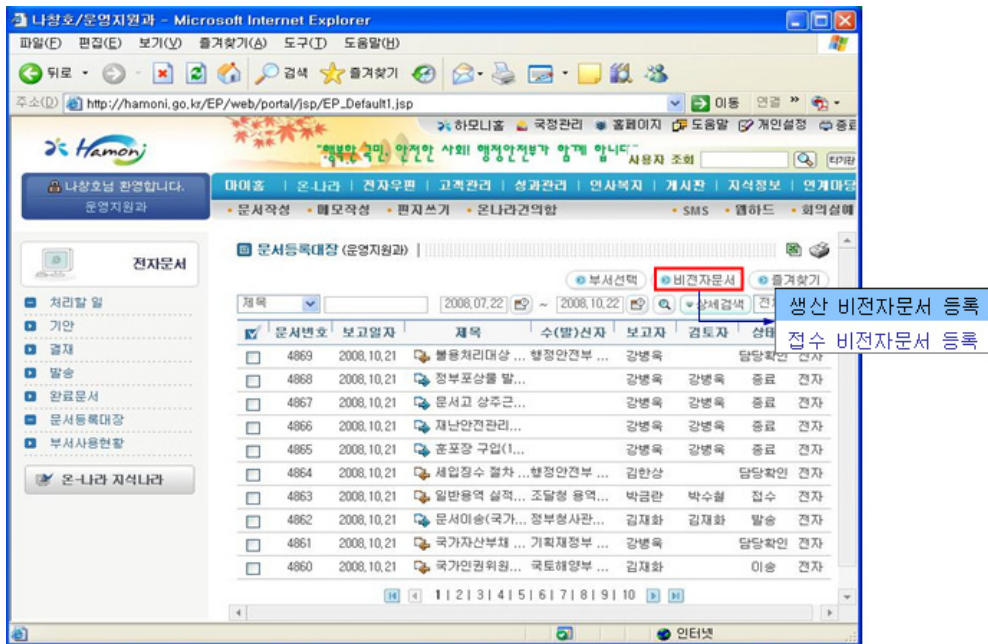 나창호/운영지원과 - Microsoft Internet Explorer
파일(F) 편집(E) 보기(V) 즐겨찾기(A) 도구(T) 도움말(H)
뒤로 검색 즐겨찾기
주소(D) http://hamoni.go.kr/EP/web/portal/jsp/EP_Default1.jsp 이동 연결 »
하모니홈 국정관리 홈페이지 도움말 개인설정 종료
Hamoni
"행복한 국민, 안전한 사회! 행정안전부가 함께 합니다"
사용자 조회
나창호님 환영합니다.
운영지원과
마이홈 | 온나라 | 전자우편 | 고객관리 | 성과관리 | 인사복지 | 게시판 | 지식정보 | 연계마당
문서작성 메모작성 편지쓰기 온나라건의함 SMS 웹하드 회의실예
전자문서
처리할 일
기안
결재
발송
완료문서
문서등록대장
부서사용현황
온-나라 지식나라
문서등록대장 (운영지원과)
부서선택 비전자문서 즐겨찾기
제목 2008.07.22 ~ 2008.10.22 상세검색
생산 비전자문서 등록
접수 비전자문서 등록
문서번호 보고일자 제목 수(발)신자 보고자 검토자
4869 2008.10.21 불용처리대상 ... 행정안전부 ... 강병욱 담당확인 전자
4868 2008.10.21 정부포상물 발... 강병욱 강병욱 종료 전자
4867 2008.10.21 문서고 상주근... 강병욱 강병욱 종료 전자
4866 2008.10.21 재난안전관리... 강병욱 강병욱 종료 전자
4865 2008.10.21 훈포장 구입(1... 강병욱 강병욱 종료 전자
4864 2008.10.21 세입징수 절차 ... 행정안전부 ... 김한상 담당확인 전자
4863 2008.10.21 일반용역 실적... 조달청 용역... 박금란 박수철 접수 전자
4862 2008.10.21 문서이송(국가... 정부청사관... 김재화 김재화 발송 전자
4861 2008.10.21 국가자산부채 ... 기획재정부 ... 강병욱 담당확인 전자
4860 2008.10.21 국가인권위원... 국토해양부 ... 김재화 이송 전자
1 | 2 | 3 | 4 | 5 | 6 | 7 | 8 | 9 | 10
인터넷